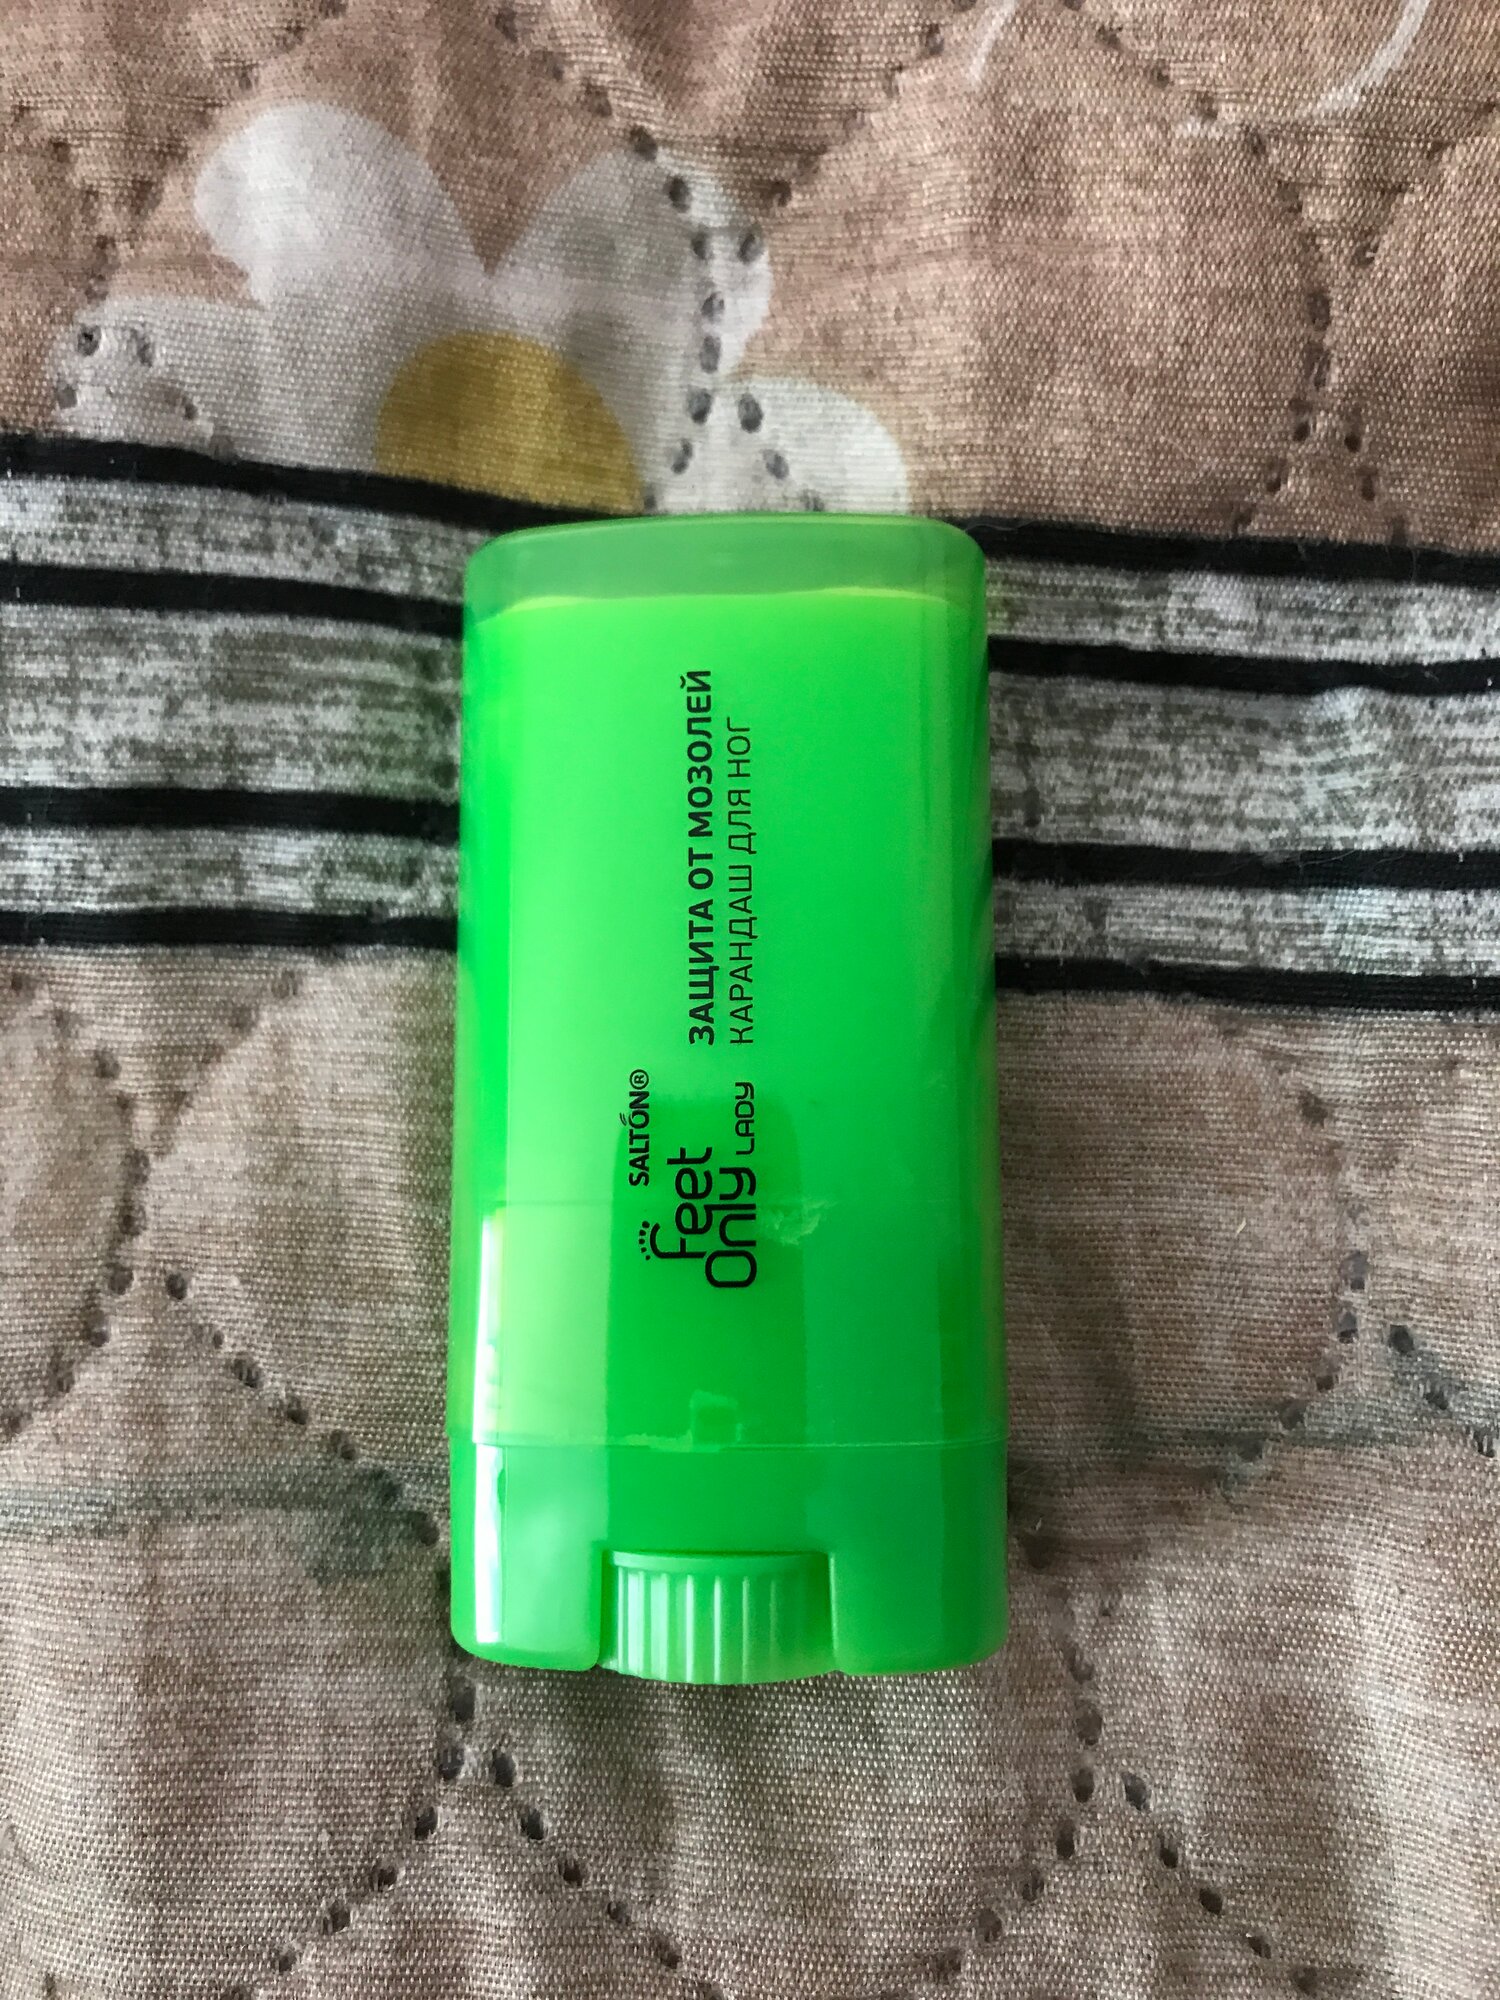 SALTON®
feet
Only LADY
ЗАЩИТА ОТ МОЗОЛЕЙ
КАРАНДАШ ДЛЯ НОГ